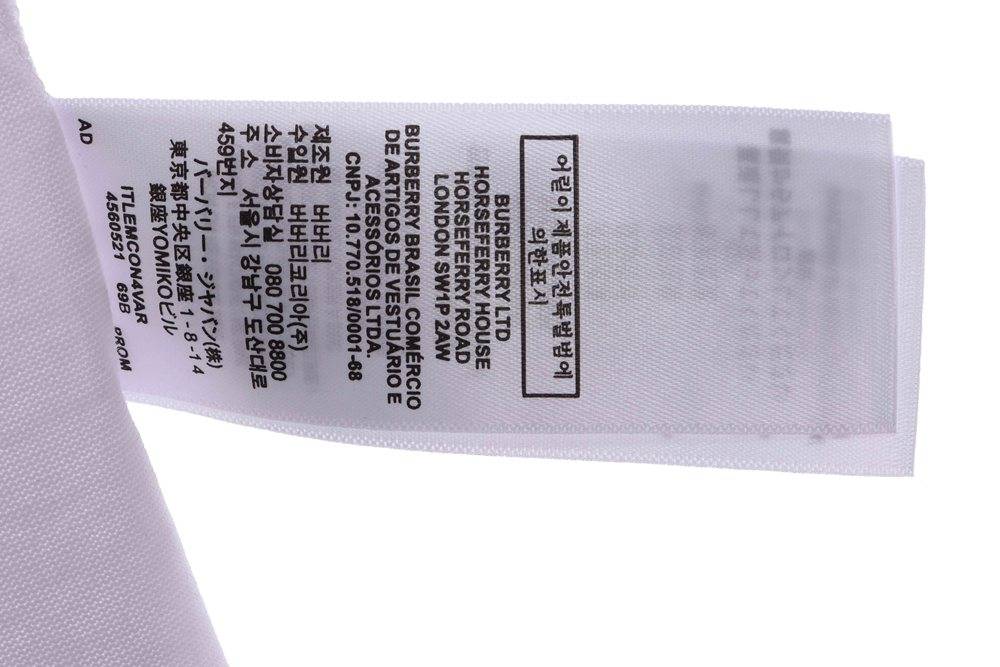 어린이제품안전특별법에
의한표시
BURBERRY LTD
HORSEFERRY HOUSE
HORSEFERRY ROAD
LONDON SW1P 2AW
BURBERRY BRASIL COMÉRCIO
DE ARTIGOS DE VESTUÁRIO E
ACESSÓRIOS LTDA.
CNPJ: 10.770.518/0001-68
제조원 버버리
수입원 버버리코리아(주)
소비자상담실 080 700 8800
주소 서울시 강남구 도산대로
459번지
バーバリー・ジャパン(株)
東京都中央区銀座1-8-14
銀座YOMIKOビル
ITLEMCON4VAR
4560521 69B PROM
AD